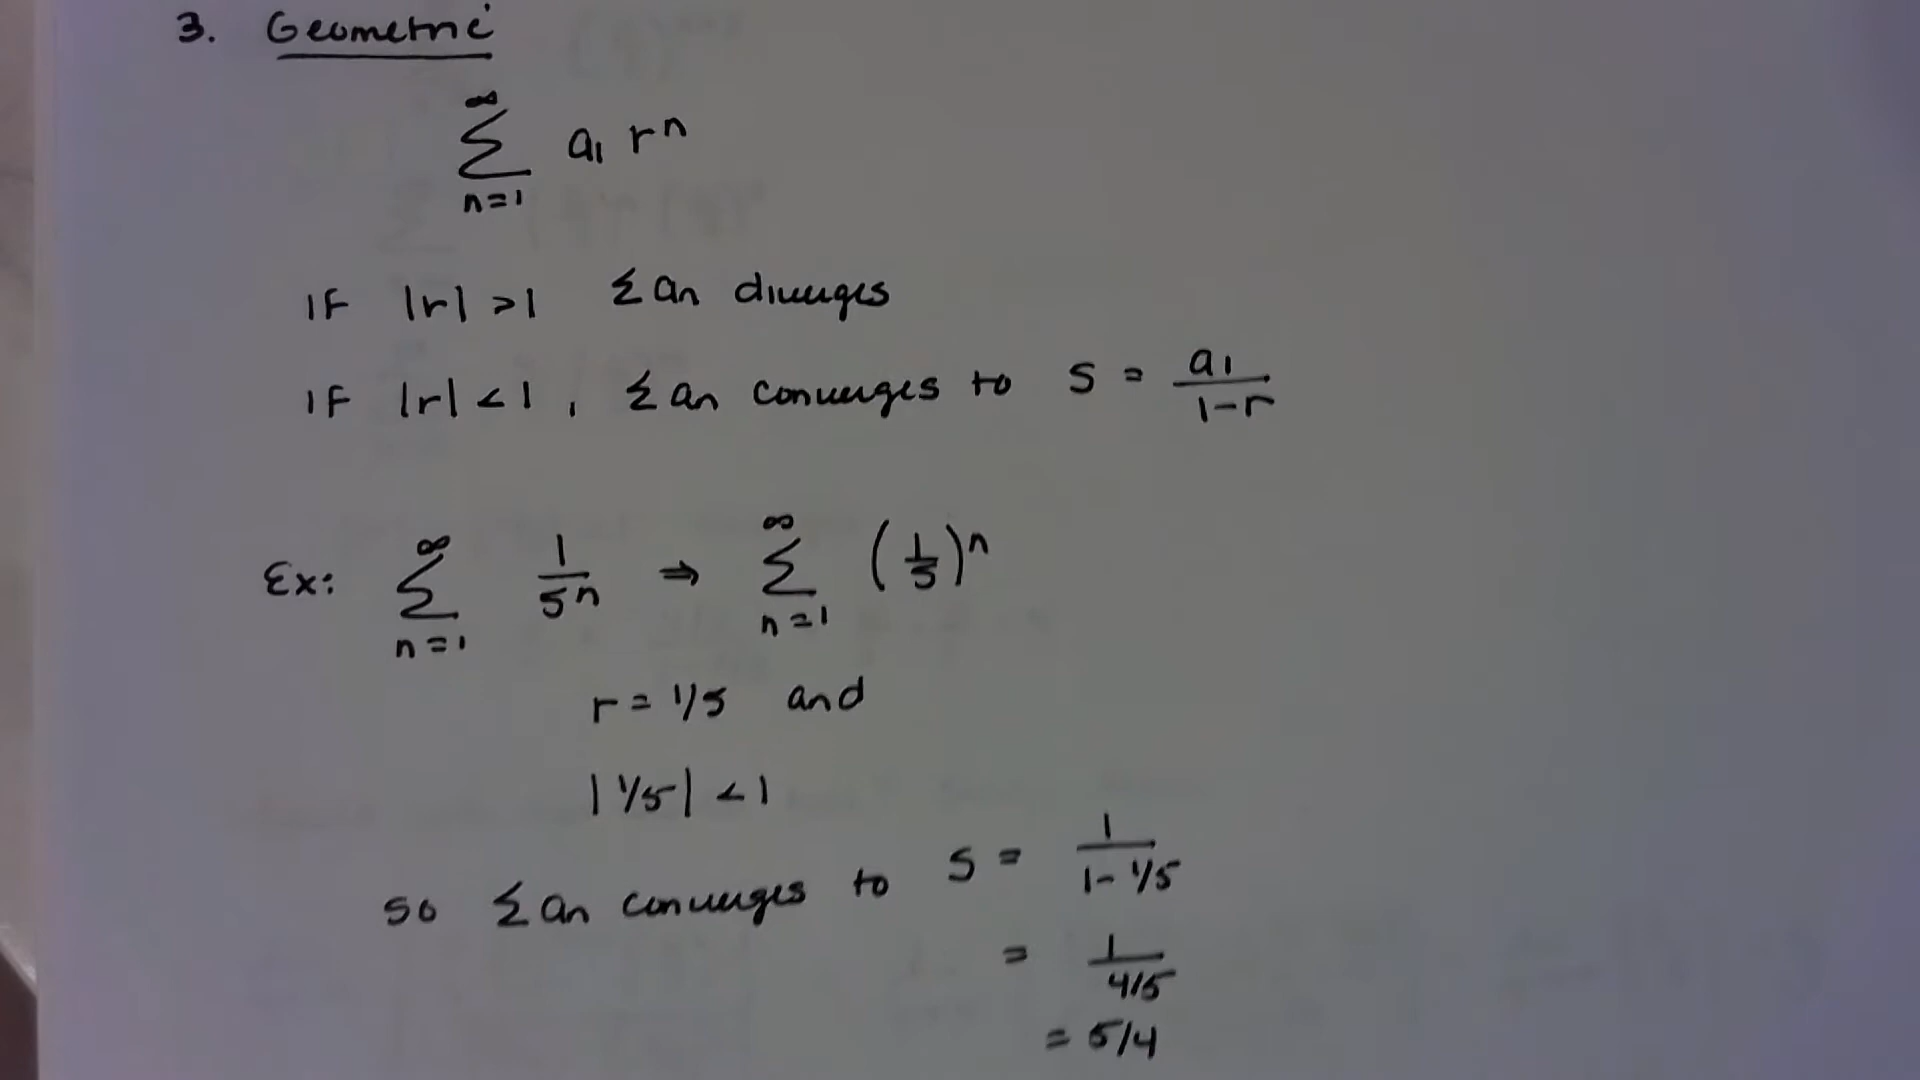 3. Geometric
∞
Σ a₁ rⁿ
n=1
IF |r| >1 Σ an diverges
IF |r| < 1, Σ an converges to S = a₁/(1-r)
Ex: ∞Σn=1 1/5ⁿ ⇒ ∞Σn=1 (1/5)ⁿ
r = 1/5 and
|1/5| < 1
so Σ an converges to S = 1/(1-1/5)
= 1/(4/5)
= 5/4